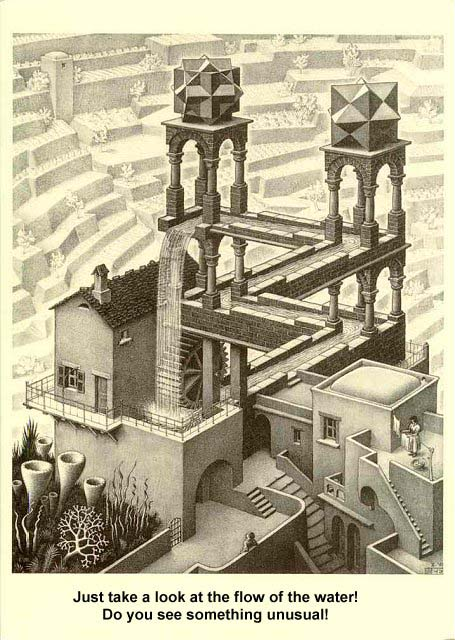 Just take a look at the flow of the water!
Do you see something unusual!